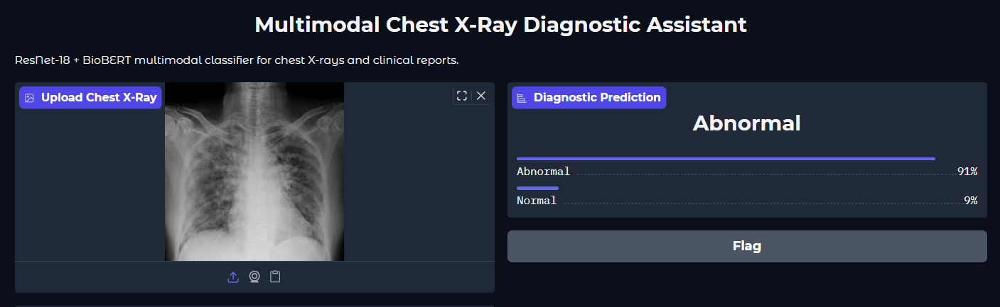 Multimodal Chest X-Ray Diagnostic Assistant
ResNet-18 + BioBERT multimodal classifier for chest X-rays and clinical reports.
Upload Chest X-Ray
Diagnostic Prediction
Abnormal
Abnormal 91%
Normal 9%
Flag